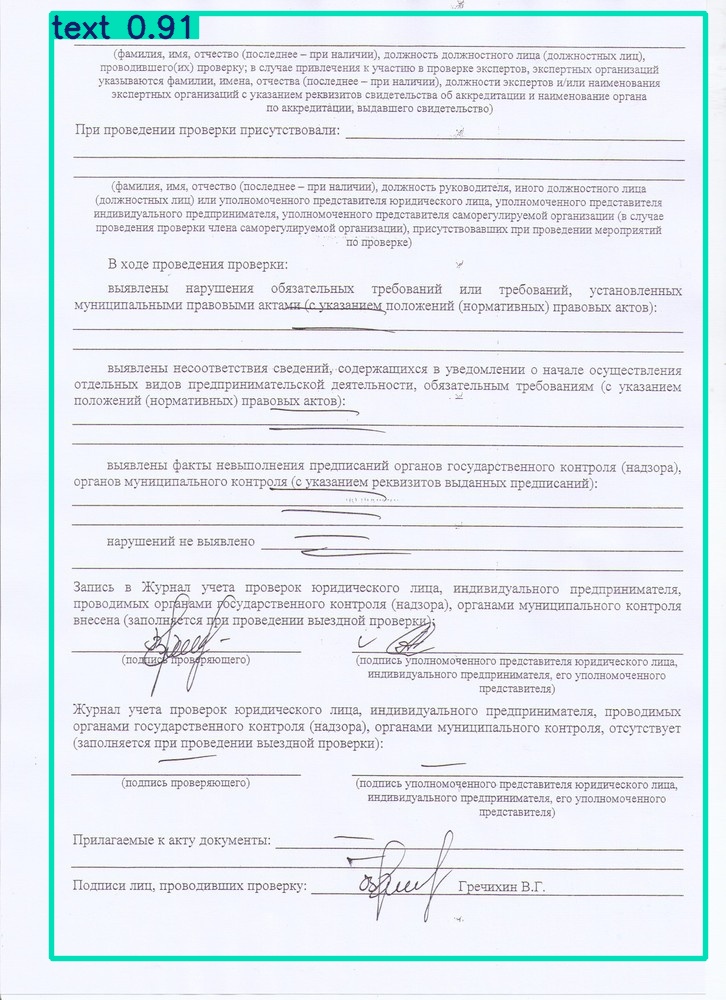 text 0.91
(фамилия, имя, отчество (последнее – при наличии), должность должностного лица (должностных лиц),
проводившего(их) проверку; в случае привлечения к участию в проверке экспертов, экспертных организаций
указываются фамилии, имена, отчества (последнее – при наличии), должности экспертов и/или наименования
экспертных организаций с указанием реквизитов свидетельства об аккредитации и наименование органа
по аккредитации, выдавшего свидетельство)
При проведении проверки присутствовали:
(фамилия, имя, отчество (последнее – при наличии), должность руководителя, иного должностного лица
(должностных лиц) или уполномоченного представителя юридического лица, уполномоченного представителя
индивидуального предпринимателя, уполномоченного представителя саморегулируемой организации (в случае
проведения проверки члена саморегулируемой организации), присутствовавших при проведении мероприятий
по проверке)
В ходе проведения проверки:
выявлены нарушения обязательных требований или требований, установленных
муниципальными правовыми актами (с указанием положений (нормативных) правовых актов):
выявлены несоответствия сведений, содержащихся в уведомлении о начале осуществления
отдельных видов предпринимательской деятельности, обязательным требованиям (с указанием
положений (нормативных) правовых актов):
выявлены факты невыполнения предписаний органов государственного контроля (надзора),
органов муниципального контроля (с указанием реквизитов выданных предписаний):
нарушений не выявлено
Запись в Журнал учета проверок юридического лица, индивидуального предпринимателя,
проводимых органами государственного контроля (надзора), органами муниципального контроля
внесена (заполняется при проведении выездной проверки):
(подпись проверяющего) (подпись уполномоченного представителя юридического лица,
индивидуального предпринимателя, его уполномоченного
представителя)
Журнал учета проверок юридического лица, индивидуального предпринимателя, проводимых
органами государственного контроля (надзора), органами муниципального контроля, отсутствует
(заполняется при проведении выездной проверки):
(подпись проверяющего) (подпись уполномоченного представителя юридического лица,
индивидуального предпринимателя, его уполномоченного
представителя)
Прилагаемые к акту документы:
Подписи лиц, проводивших проверку: Гречихин В.Г.